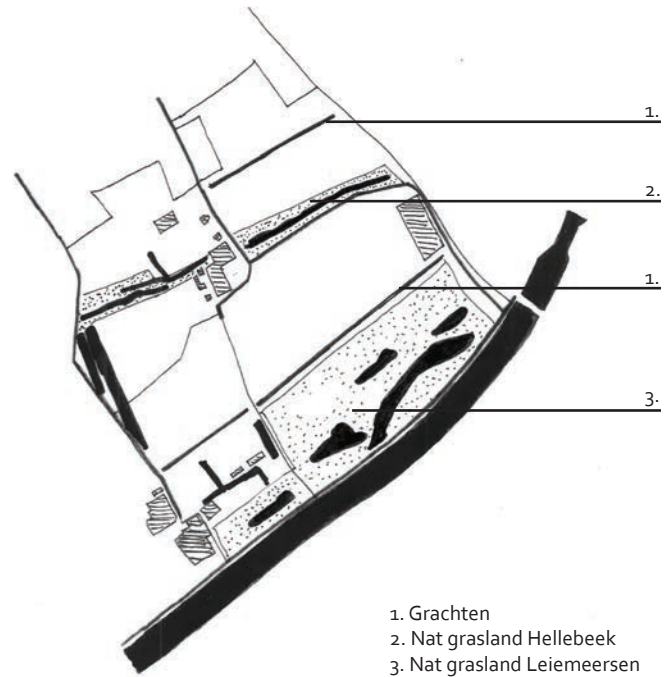 1.
2.
1.
3.
1. Grachten
2. Nat grasland Hellebeek
3. Nat grasland Leiemeersen